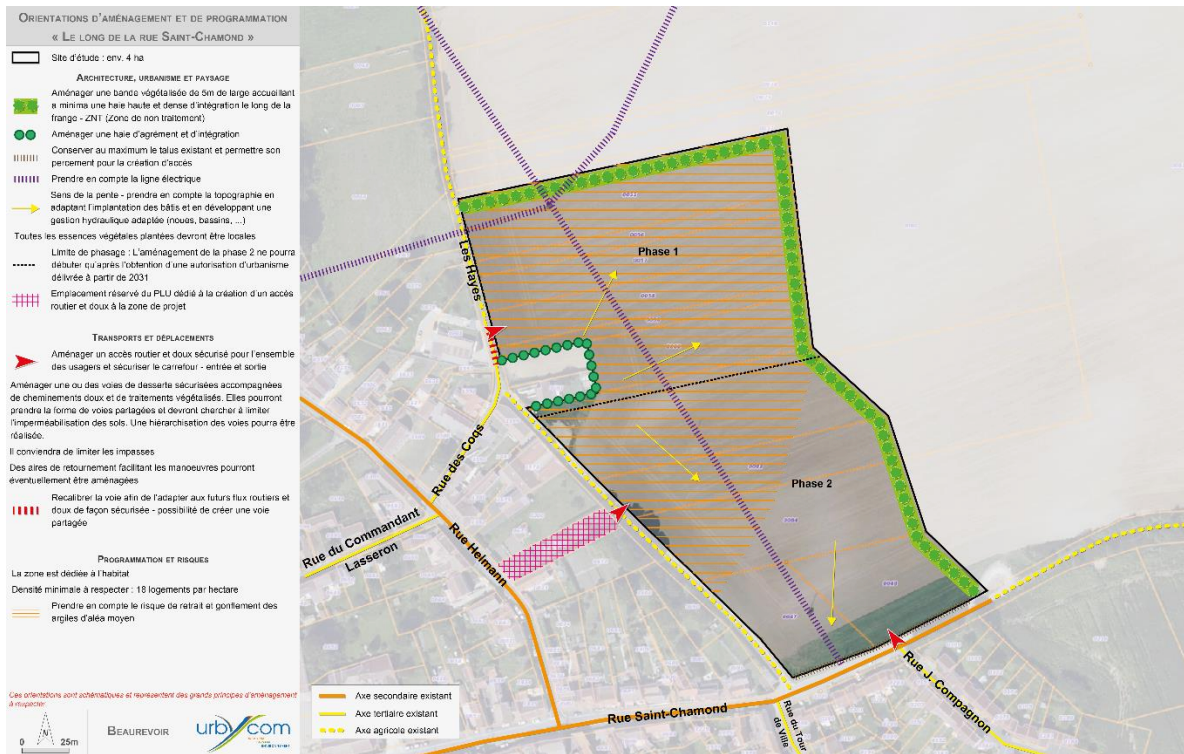 ORIENTATIONS D'AMÉNAGEMENT ET DE PROGRAMMATION
« LE LONG DE LA RUE SAINT-CHAMOND »
Site d'étude : env. 4 ha
ARCHITECTURE, URBANISME ET PAYSAGE
Aménager une bande végétalisée de 5m de large accueillant
a minima une haie haute et dense d'intégration le long de la
frange - ZNT (Zone de non traitement)
Aménager une haie d'agrément et d'intégration
Conserver au maximum le talus existant et permettre son
percement pour la création d'accès
Prendre en compte la ligne électrique
Sens de la pente - prendre en compte la topographie en
adaptant l'implantation des bâtis et en développant une
gestion hydraulique adaptée (noues, bassins, ...)
Toutes les essences végétales plantées devront être locales
Limite de phasage : L'aménagement de la phase 2 ne pourra
débuter qu'après l'obtention d'une autorisation d'urbanisme
délivrée à partir de 2031
Emplacement réservé du PLU dédié à la création d'un accès
routier et doux à la zone de projet
TRANSPORTS ET DÉPLACEMENTS
Aménager un accès routier et doux sécurisé pour l'ensemble
des usagers et sécuriser le carrefour - entrée et sortie
Aménager une ou des voies de desserte sécurisées accompagnées
de cheminements doux et de traitements végétalisés. Elles pourront
prendre la forme de voies partagées et devront chercher à limiter
l'imperméabilisation des sols. Une hiérarchisation des voies pourra être
réalisée.
Il conviendra de limiter les impasses
Des aires de retournement facilitant les manoeuvres pourront
éventuellement être aménagées
Recalibrer la voie afin de l'adapter aux futurs flux routiers et
doux de façon sécurisée - possibilité de créer une voie
partagée
PROGRAMMATION ET RISQUES
La zone est dédiée à l'habitat
Densité minimale à respecter : 18 logements par hectare
Prendre en compte le risque de retrait et gonflement des
argiles d'aléa moyen
Ces orientations sont schématiques et représentent des grands principes d'aménagement
à respecter
N
0 25m
BEAUREVOIR
urbycom
Phase 1
Phase 2
Les Hayes
Rue des Coqs
Rue du Commandant
Lasseron
Rue Helmann
Rue Saint-Chamond
Rue du Tour
de Ville
Rue J. Compagnon
Axe secondaire existant
Axe tertiaire existant
Axe agricole existant